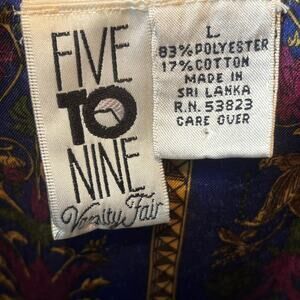 FIVE
TO
NINE
Vanity Fair
L
83% POLYESTER
17% COTTON
MADE IN
SRI LANKA
R.N. 53823
CARE OVER